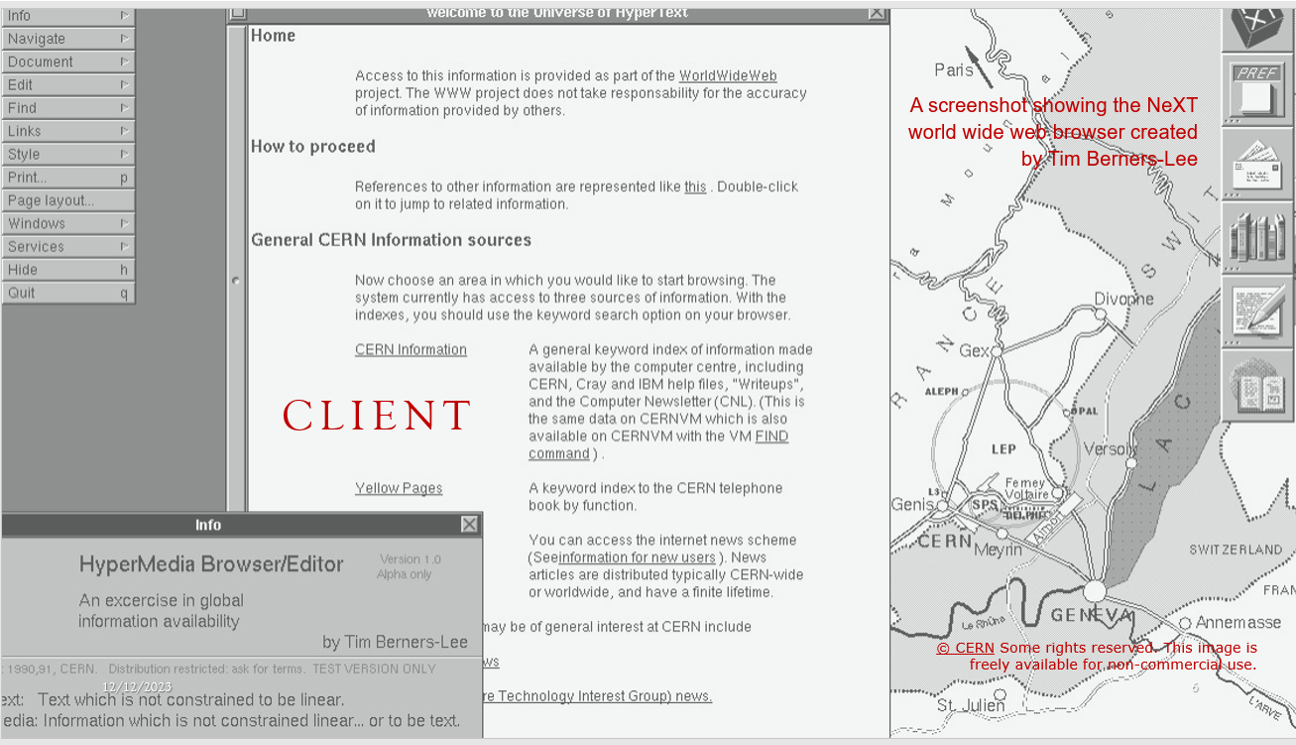 Info
Navigate
Document
Edit
Find
Links
Style
Print... p
Page layout...
Windows
Services
Hide h
Quit q
Welcome to the Universe of HyperText
Home
Access to this information is provided as part of the WorldWideWeb
project. The WWW project does not take responsability for the accuracy
of information provided by others.
How to proceed
References to other information are represented like this . Double-click
on it to jump to related information.
General CERN Information sources
Now choose an area in which you would like to start browsing. The
system currently has access to three sources of information. With the
indexes, you should use the keyword search option on your browser.
CERN Information
A general keyword index of information made
available by the computer centre, including
CERN, Cray and IBM help files, "Writeups",
and the Computer Newsletter (CNL). (This is
the same data on CERNVM which is also
available on CERNVM with the VM FIND
command ) .
CLIENT
Yellow Pages
A keyword index to the CERN telephone
book by function.
You can access the internet news scheme
(Seeinformation for new users ). News
articles are distributed typically CERN-wide
or worldwide, and have a finite lifetime.
may be of general interest at CERN include
ws
re Technology Interest Group) news.
Info
HyperMedia Browser/Editor
Version 1.0
Alpha only
An excercise in global
information availability
by Tim Berners-Lee
1990,91, CERN. Distribution restricted: ask for terms. TEST VERSION ONLY
12/12/2023
ext: Text which is not constrained to be linear.
edia: Information which is not constrained linear... or to be text.
Paris
A screenshot showing the NeXT
world wide web browser created
by Tim Berners-Lee
PREF
Divonne
Gex
ALEPH
OPAL
LEP
Versoix
L3
Ferney
Voltaire
Genis
SPS
DELPHI
Airport
CERN
Meyrin
LAC
SWITZERLAND
FRAN
GENEVA
Le Rhône
Annemasse
© CERN Some rights reserved. This image is
freely available for non-commercial use.
St. Julien
L'ARVE